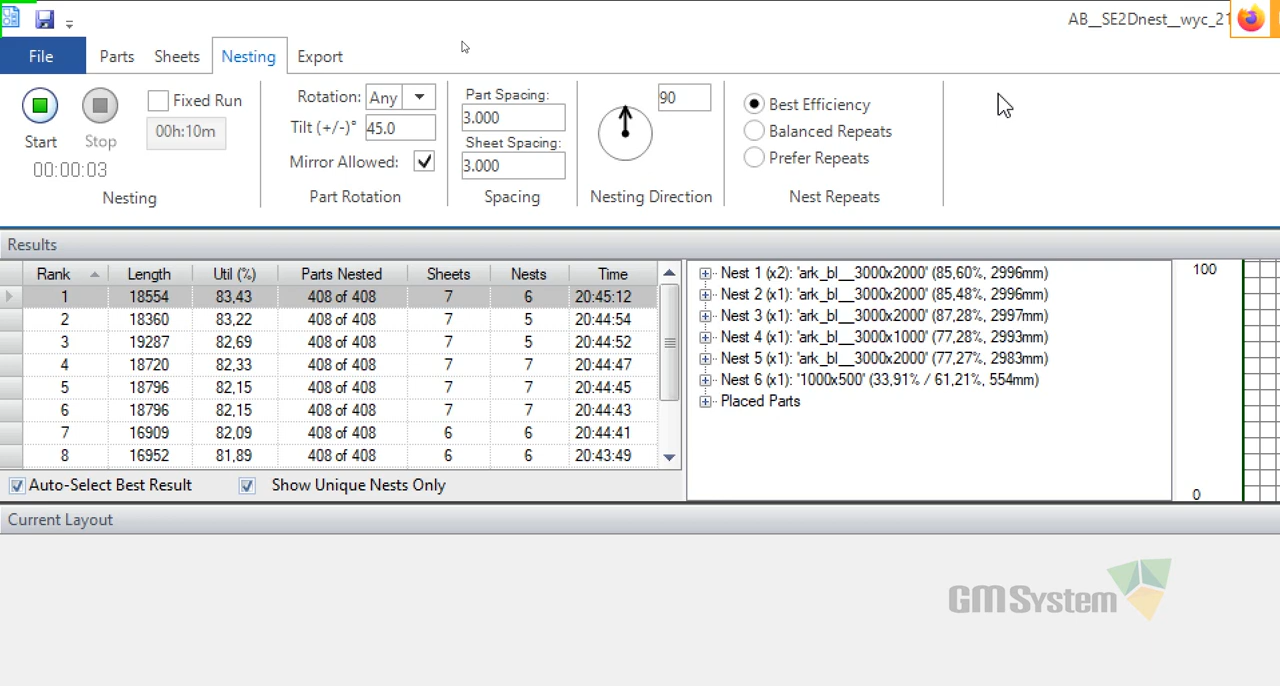 AB__SE2Dnest__wyc_21
File Parts Sheets Nesting Export
Start Stop
Fixed Run
00h:10m
00:00:03
Nesting
Rotation: Any
Tilt (+/-)° 45.0
Mirror Allowed:
Part Rotation
Part Spacing:
3.000
Sheet Spacing:
3.000
Spacing
90
Nesting Direction
Best Efficiency
Balanced Repeats
Prefer Repeats
Nest Repeats
Results
Rank Length Util (%) Parts Nested Sheets Nests Time
1 18554 83,43 408 of 408 7 6 20:45:12
2 18360 83,22 408 of 408 7 5 20:44:54
3 19287 82,69 408 of 408 7 5 20:44:52
4 18720 82,33 408 of 408 7 7 20:44:47
5 18796 82,15 408 of 408 7 7 20:44:45
6 18796 82,15 408 of 408 7 7 20:44:43
7 16909 82,09 408 of 408 6 6 20:44:41
8 16952 81,89 408 of 408 6 6 20:43:49
Auto-Select Best Result Show Unique Nests Only
Nest 1 (x2): 'ark_bl__3000x2000' (85,60%, 2996mm)
Nest 2 (x1): 'ark_bl__3000x2000' (85,48%, 2996mm)
Nest 3 (x1): 'ark_bl__3000x2000' (87,28%, 2997mm)
Nest 4 (x1): 'ark_bl__3000x1000' (77,28%, 2993mm)
Nest 5 (x1): 'ark_bl__3000x2000' (77,27%, 2983mm)
Nest 6 (x1): '1000x500' (33,91% / 61,21%, 554mm)
Placed Parts
100
0
Current Layout
GMSystem